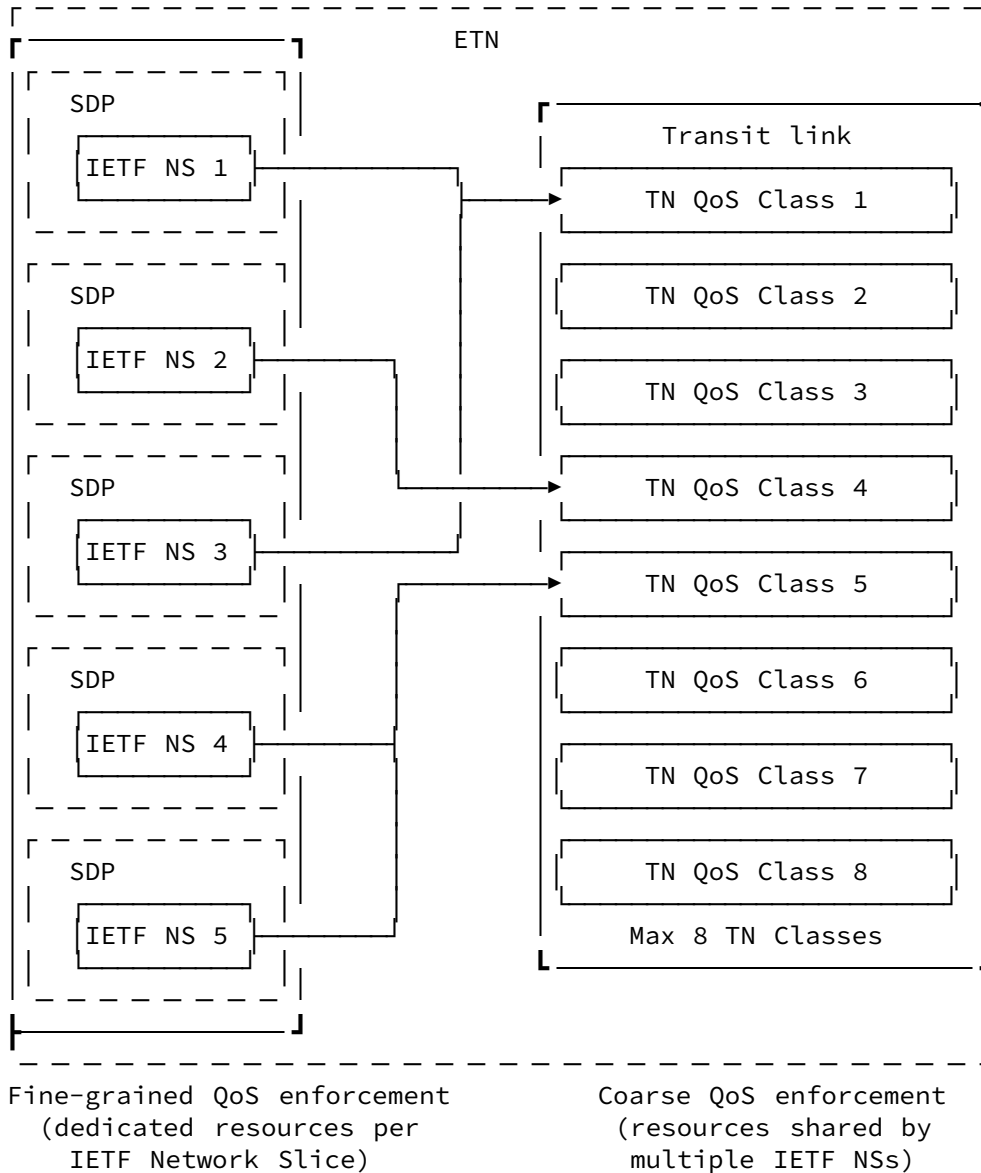 ETN
SDP
IETF NS 1
Transit link
TN QoS Class 1
SDP
IETF NS 2
TN QoS Class 2
TN QoS Class 3
SDP
IETF NS 3
TN QoS Class 4
TN QoS Class 5
SDP
IETF NS 4
TN QoS Class 6
TN QoS Class 7
SDP
IETF NS 5
TN QoS Class 8
Max 8 TN Classes
Fine-grained QoS enforcement
(dedicated resources per
IETF Network Slice)
Coarse QoS enforcement
(resources shared by
multiple IETF NSs)